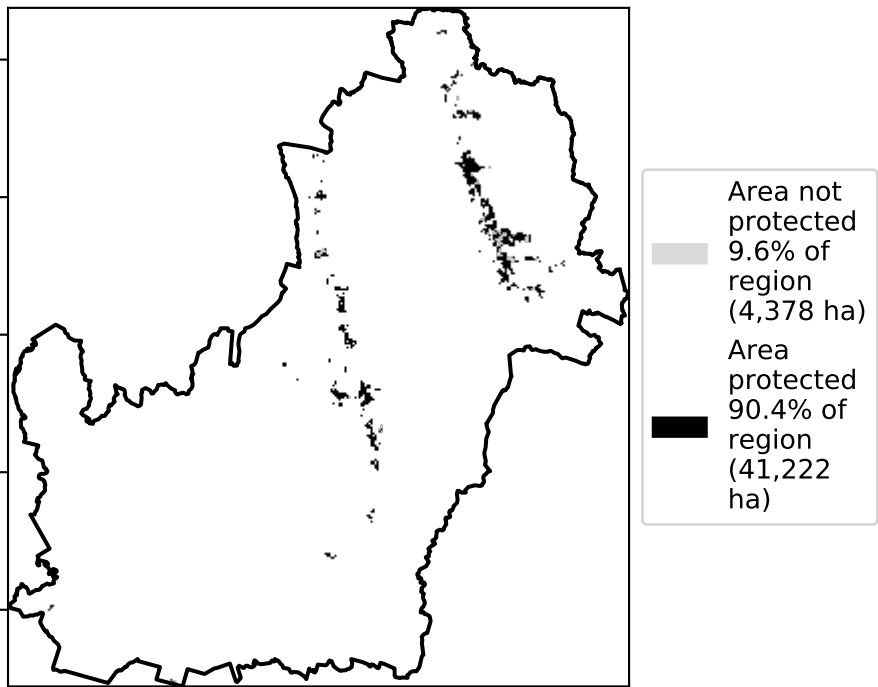 Area not
protected
9.6% of
region
(4,378 ha)
Area
protected
90.4% of
region
(41,222
ha)